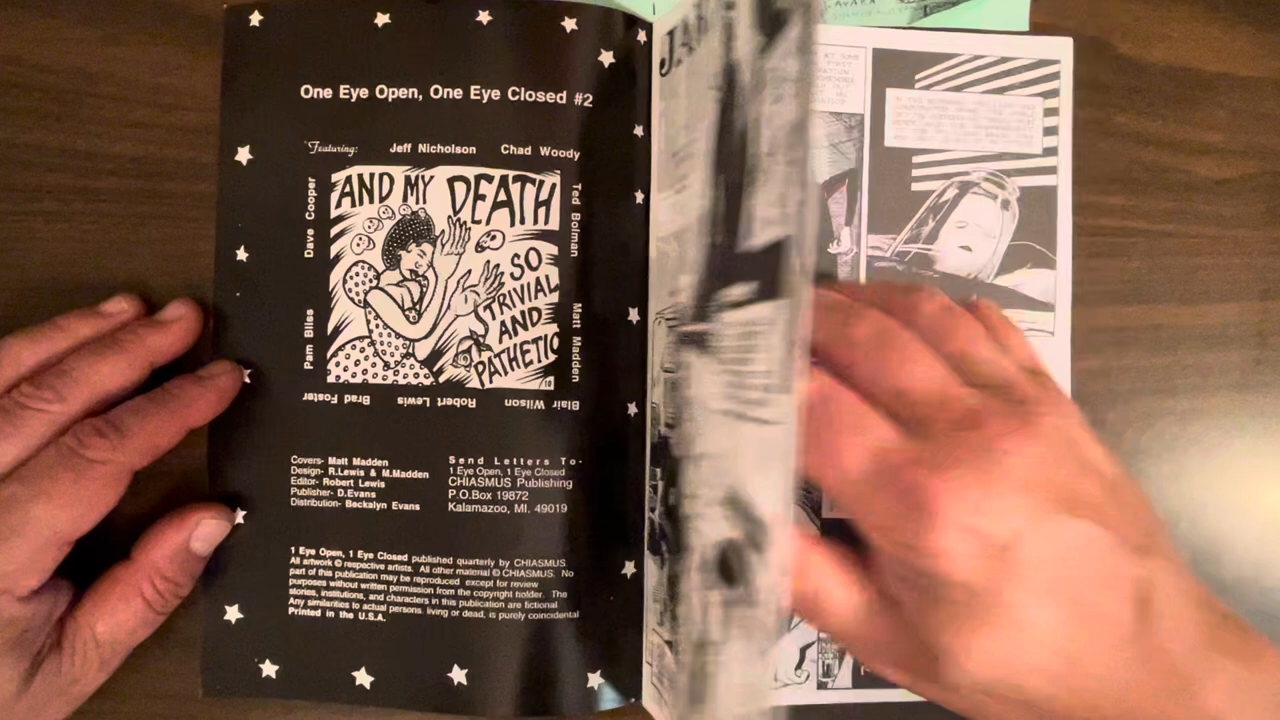 One Eye Open, One Eye Closed #2
Featuring: Jeff Nicholson Chad Woody
Dave Cooper
Ted Bolman
AND MY DEATH
SO
TRIVIAL
AND
PATHETIC
10
Pam Bliss
Matt Madden
Blair Wilson Robert Lewis Brad Foster
Covers- Matt Madden
Design- R.Lewis & M.Madden
Editor- Robert Lewis
Publisher- D.Evans
Distribution- Beckalyn Evans
Send Letters To-
1 Eye Open, 1 Eye Closed
CHIASMUS Publishing
P.O.Box 19872
Kalamazoo, MI. 49019
1 Eye Open, 1 Eye Closed published quarterly by CHIASMUS.
All artwork © respective artists. All other material © CHIASMUS. No
part of this publication may be reproduced except for review
purposes without written permission from the copyright holder. The
stories, institutions, and characters in this publication are fictional
Any similarities to actual persons, living or dead, is purely coincidental
Printed in the U.S.A.
AT SOME
FIRST